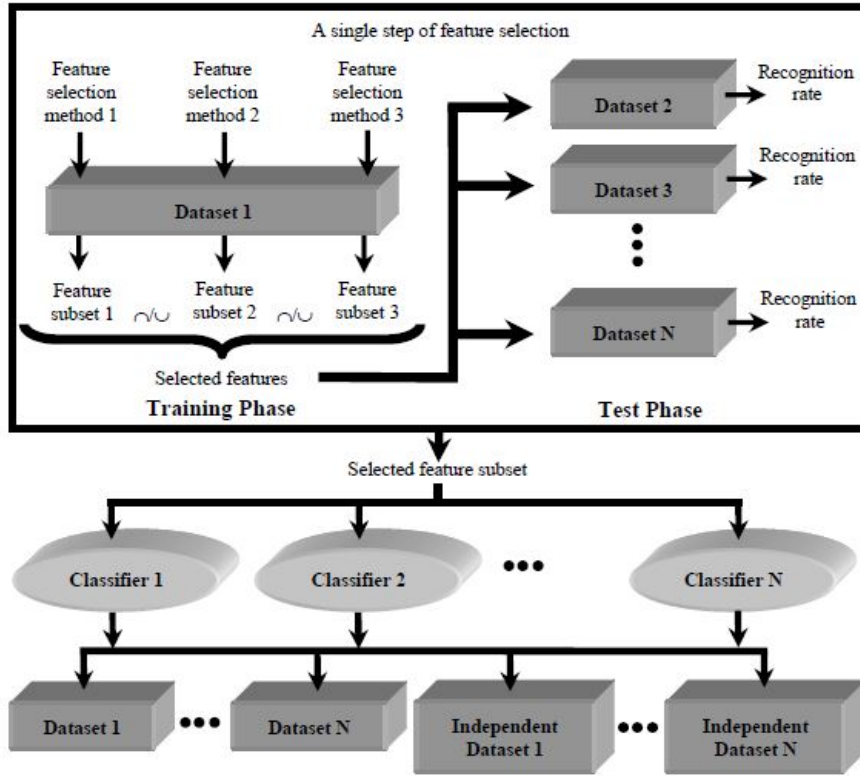 A single step of feature selection
Feature
selection
method 1
Feature
selection
method 2
Feature
selection
method 3
Dataset 1
Feature
subset 1
∩/∪
Feature
subset 2
∩/∪
Feature
subset 3
Selected features
Training Phase
Dataset 2
Recognition
rate
Dataset 3
Recognition
rate
Dataset N
Recognition
rate
Test Phase
Selected feature subset
Classifier 1
Classifier 2
Classifier N
Dataset 1
Dataset N
Independent
Dataset 1
Independent
Dataset N